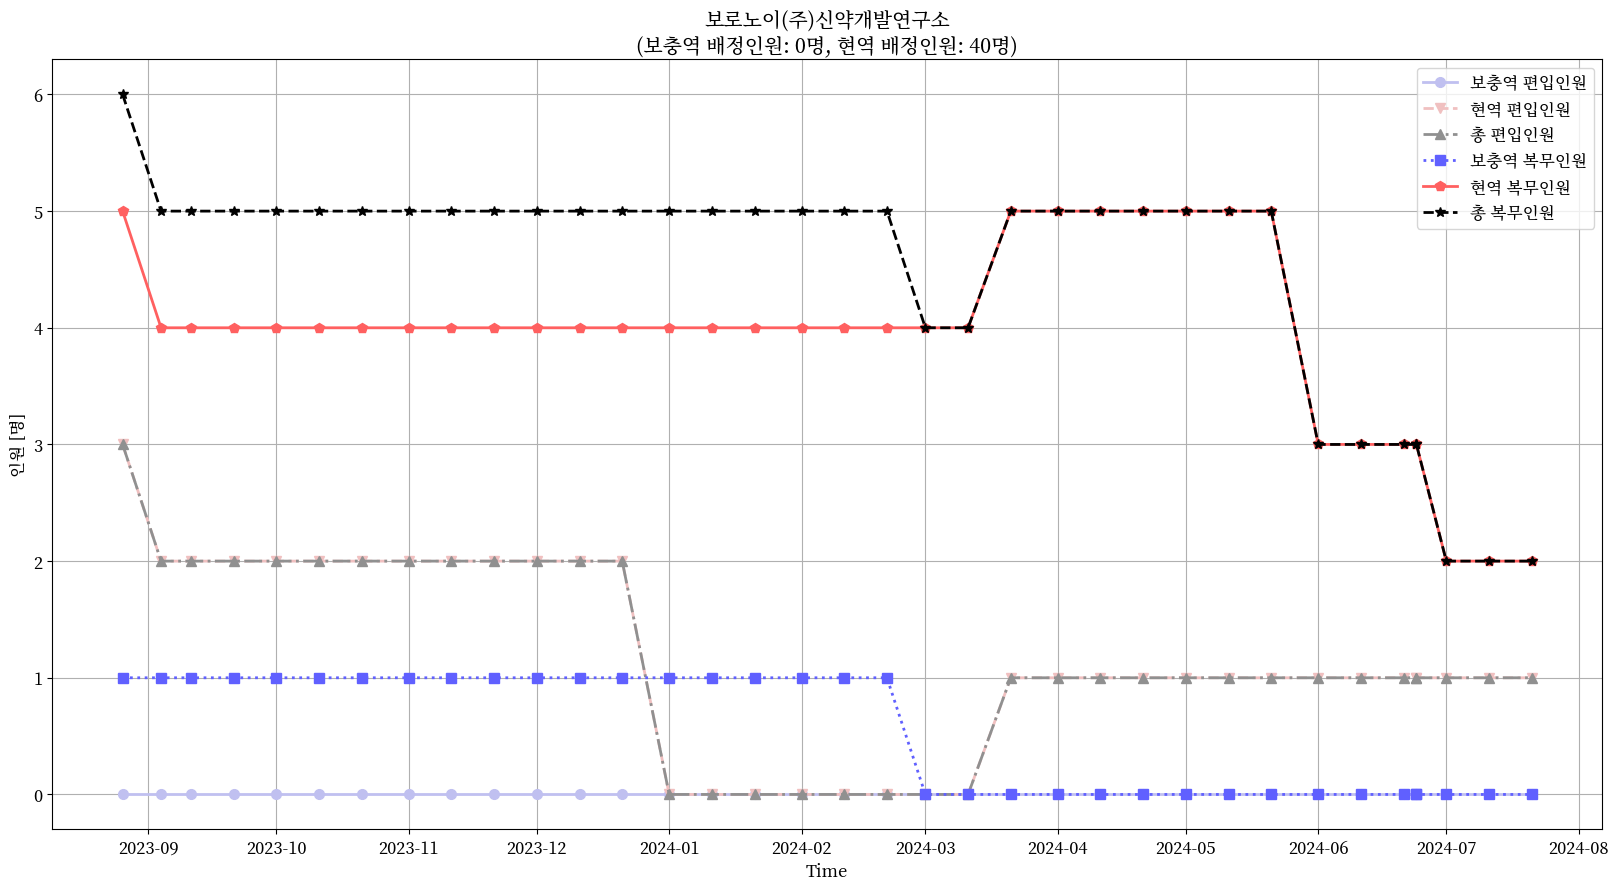 보로노이(주)신약개발연구소
(보충역 배정인원: 0명, 현역 배정인원: 40명)
보충역 편입인원
현역 편입인원
총 편입인원
보충역 복무인원
현역 복무인원
총 복무인원
인원 [명]
6
5
4
3
2
1
0
2023-09
2023-10
2023-11
2023-12
2024-01
2024-02
2024-03
2024-04
2024-05
2024-06
2024-07
2024-08
Time